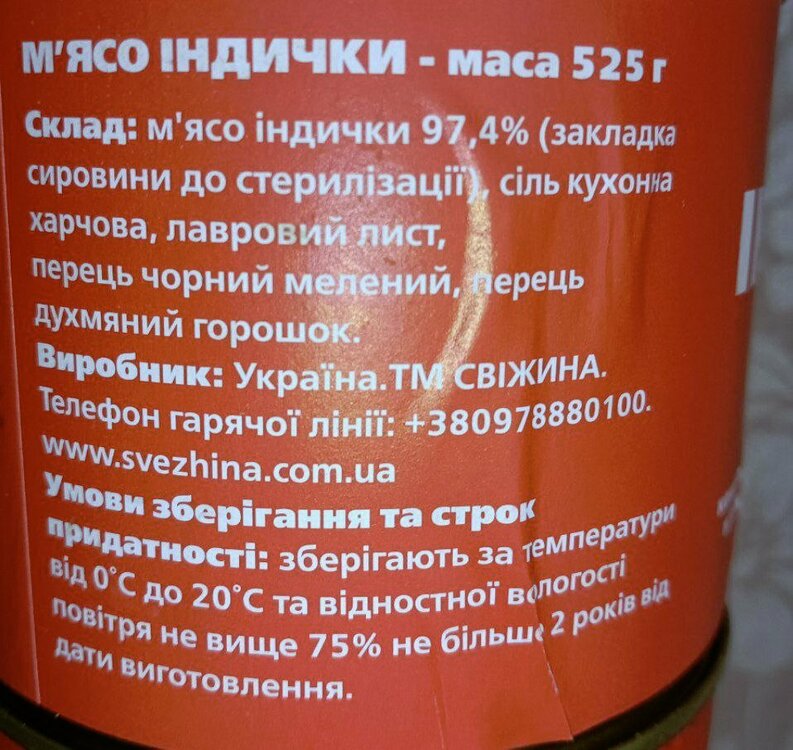 М'ЯСО ІНДИЧКИ - маса 525 г
Склад: м'ясо індички 97,4% (закладка
сировини до стерилізації), сіль кухонна
харчова, лавровий лист,
перець чорний мелений, перець
духмяний горошок.
Виробник: Україна.ТМ СВІЖИНА.
Телефон гарячої лінії: +380978880100.
www.svezhina.com.ua
Умови зберігання та строк
придатності: зберігають за температури
від 0°С до 20°С та відностної вологості
повітря не вище 75% не більше 2 років від
дати виготовлення.